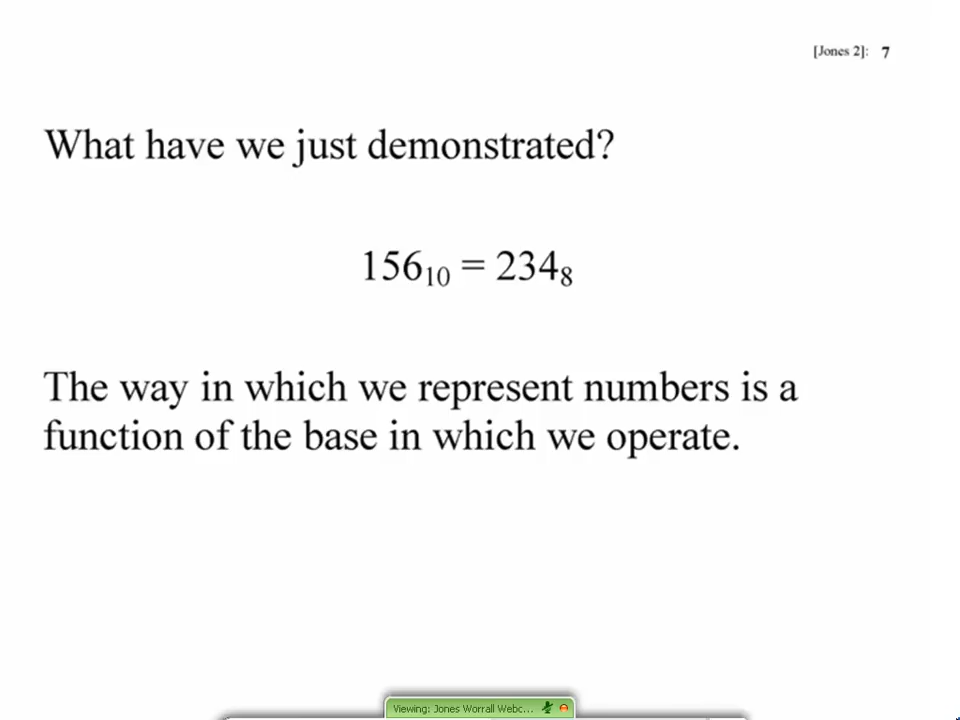 [Jones 2]: 7
What have we just demonstrated?
156₁₀ = 234₈
The way in which we represent numbers is a
function of the base in which we operate.
Viewing: Jones Worrall Webc...